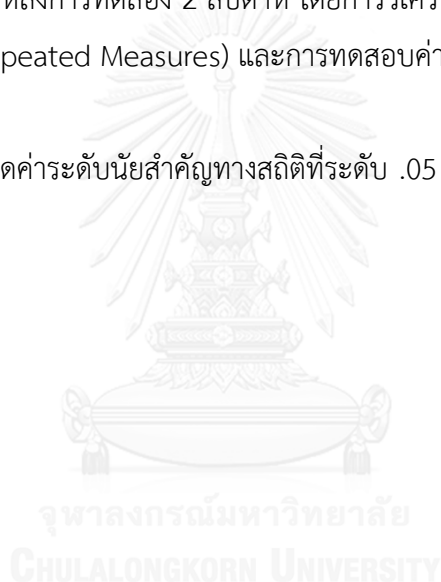 หลังการทดลอง 2 สัปดาห์ โดยการวิเคร
peated Measures) และการทดสอบค่า
ดค่าระดับนัยสำคัญทางสถิติที่ระดับ .05
จุฬาลงกรณ์มหาวิทยาลัย
CHULALONGKORN UNIVERSITY